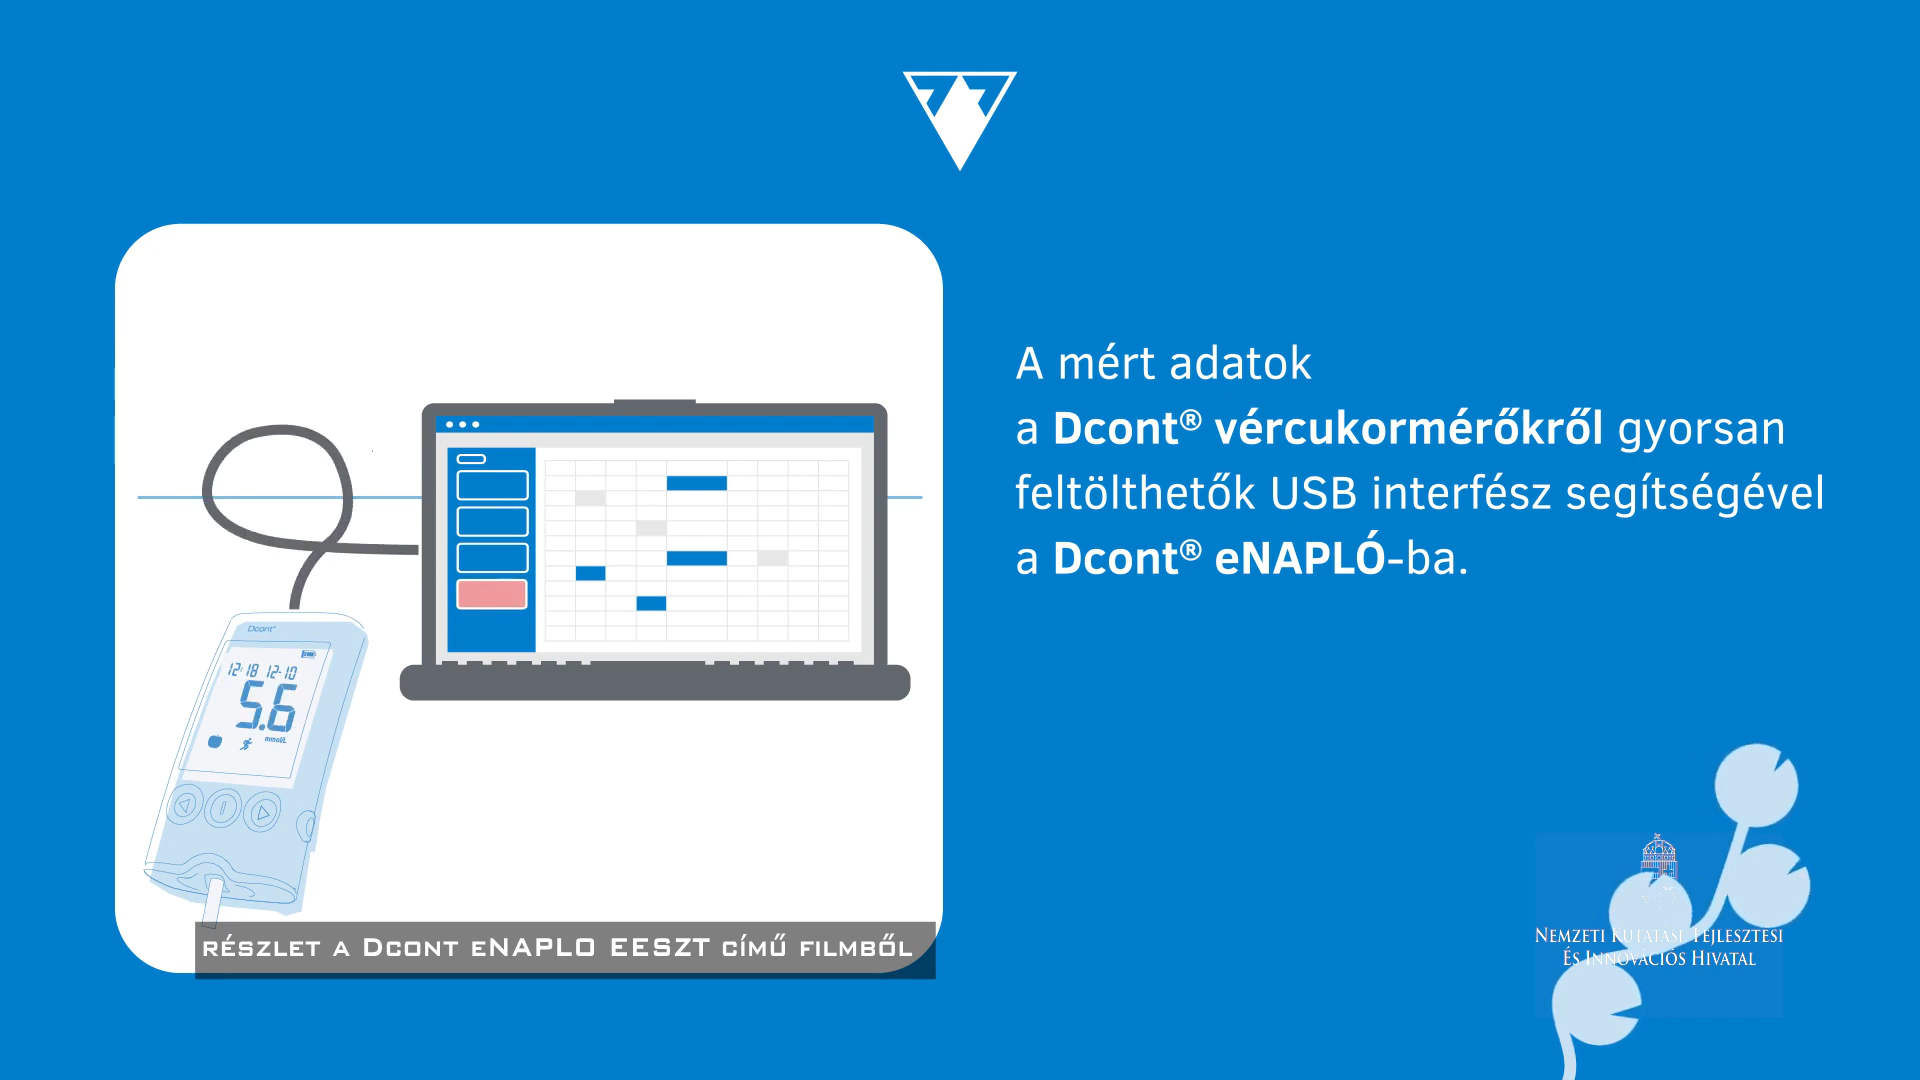 A mért adatok
a Dcont® vércukormérőkről gyorsan
feltölthetők USB interfész segítségével
a Dcont® eNAPLÓ-ba.
Dcont®
12:18 12-10
5.6
mmol/L
RÉSZLET A DCONT ENAPLO EESZT CÍMŰ FILMBŐL
NEMZETI KUTATÁSI FEJLESZTÉSI
ÉS INNOVÁCIÓS HIVATAL